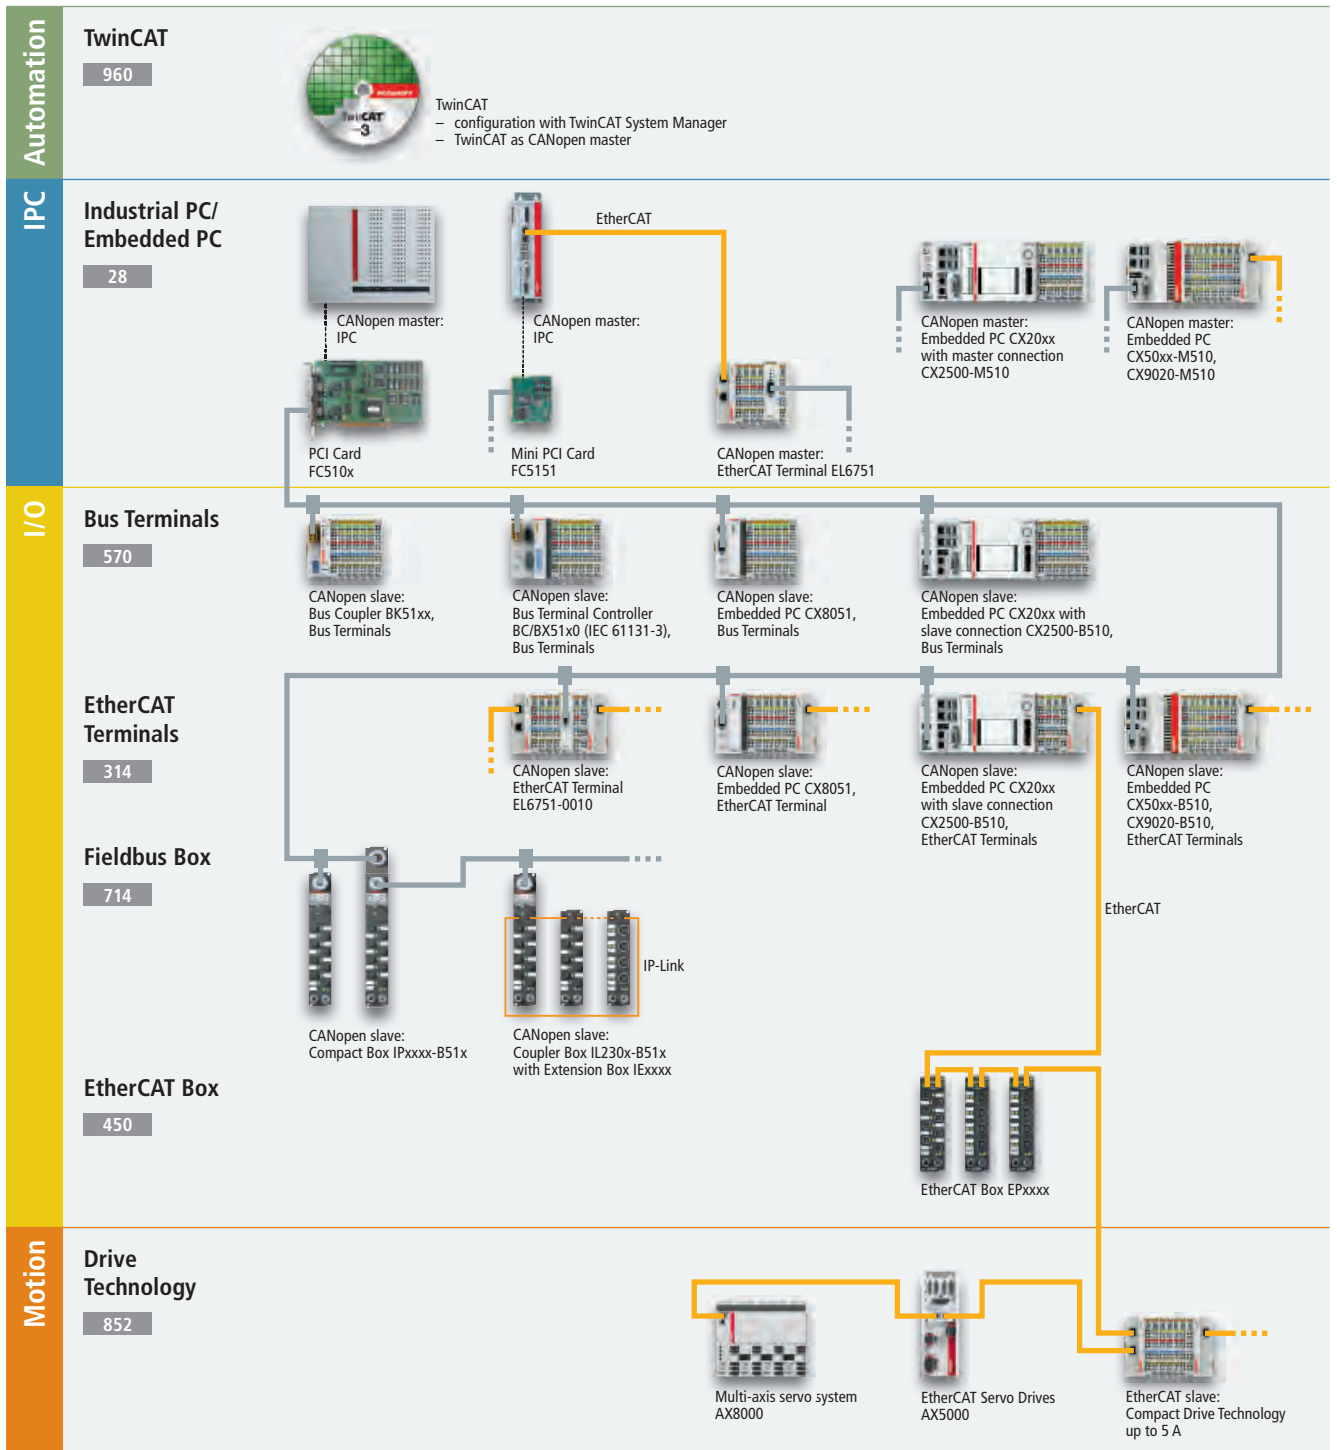 Automation
TwinCAT
960
TwinCAT
3
TwinCAT
– configuration with TwinCAT System Manager
– TwinCAT as CANopen master
IPC
Industrial PC/
Embedded PC
28
EtherCAT
CANopen master:
IPC
CANopen master:
IPC
CANopen master:
Embedded PC CX20xx
with master connection
CX2500-M510
CANopen master:
Embedded PC
CX50xx-M510,
CX9020-M510
PCI Card
FC510x
Mini PCI Card
FC5151
CANopen master:
EtherCAT Terminal EL6751
I/O
Bus Terminals
570
CANopen slave:
Bus Coupler BK51xx,
Bus Terminals
CANopen slave:
Bus Terminal Controller
BC/BX51x0 (IEC 61131-3),
Bus Terminals
CANopen slave:
Embedded PC CX8051,
Bus Terminals
CANopen slave:
Embedded PC CX20xx with
slave connection CX2500-B510,
Bus Terminals
EtherCAT
Terminals
314
CANopen slave:
EtherCAT Terminal
EL6751-0010
CANopen slave:
Embedded PC CX8051,
EtherCAT Terminal
CANopen slave:
Embedded PC CX20xx
with slave connection
CX2500-B510,
EtherCAT Terminals
CANopen slave:
Embedded PC
CX50xx-B510,
CX9020-B510,
EtherCAT Terminals
Fieldbus Box
714
EtherCAT
IP-Link
CANopen slave:
Compact Box IPxxxx-B51x
CANopen slave:
Coupler Box IL230x-B51x
with Extension Box IExxxx
EtherCAT Box
450
EtherCAT Box EPxxxx
Motion
Drive
Technology
852
Multi-axis servo system
AX8000
EtherCAT Servo Drives
AX5000
EtherCAT slave:
Compact Drive Technology
up to 5 A